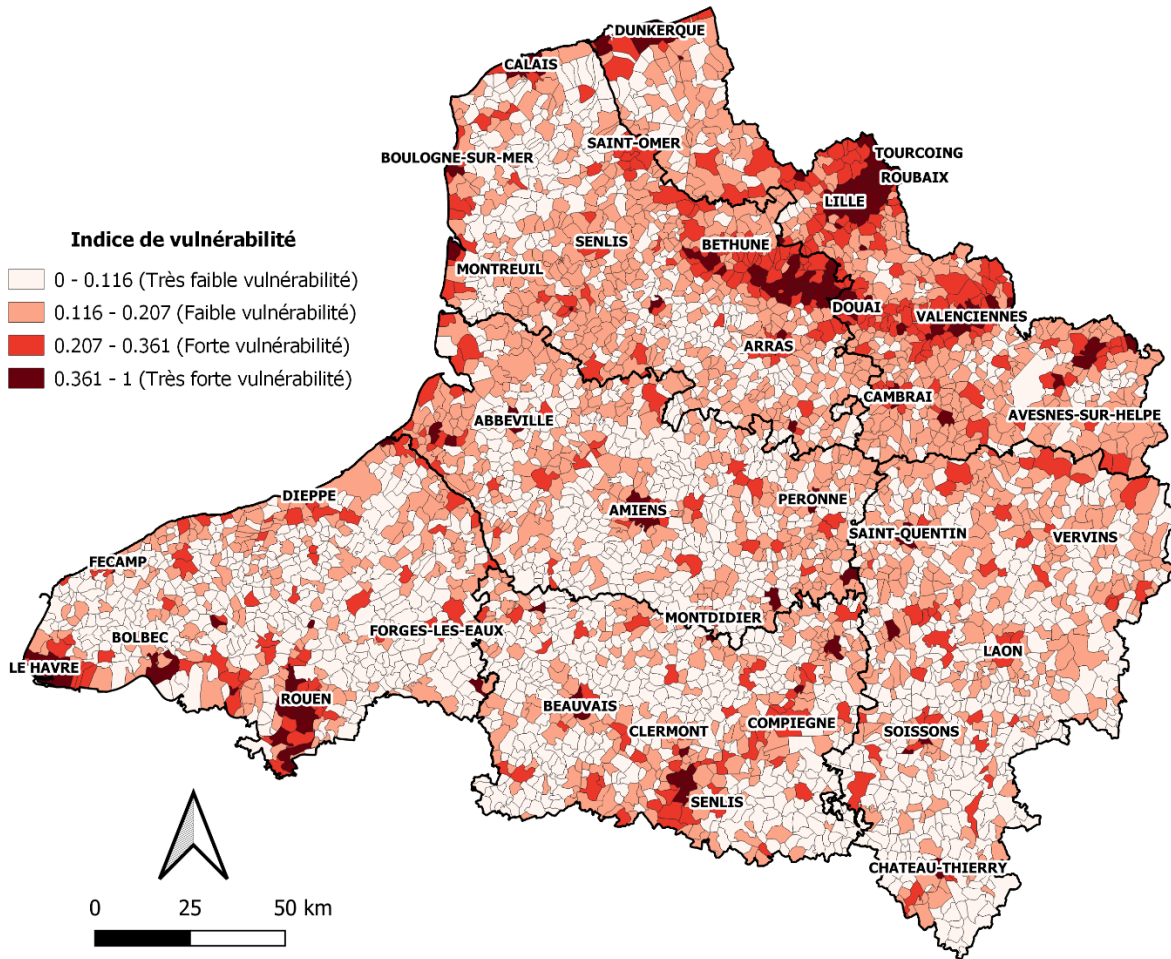 DUNKERQUE
CALAIS
SAINT-OMER
BOULOGNE-SUR-MER
TOURCOING
ROUBAIX
LILLE
Indice de vulnérabilité
0 - 0.116 (Très faible vulnérabilité)
0.116 - 0.207 (Faible vulnérabilité)
0.207 - 0.361 (Forte vulnérabilité)
0.361 - 1 (Très forte vulnérabilité)
SENLIS
BETHUNE
MONTREUIL
DOUAI
VALENCIENNES
ARRAS
CAMBRAI
AVESNES-SUR-HELPE
ABBEVILLE
DIEPPE
AMIENS
PERONNE
SAINT-QUENTIN
VERVINS
FECAMP
BOLBEC
FORGES-LES-EAUX
MONTDIDIER
LAON
LE HAVRE
ROUEN
BEAUVAIS
CLERMONT
COMPIEGNE
SOISSONS
SENLIS
CHATEAU-THIERRY
0 25 50 km